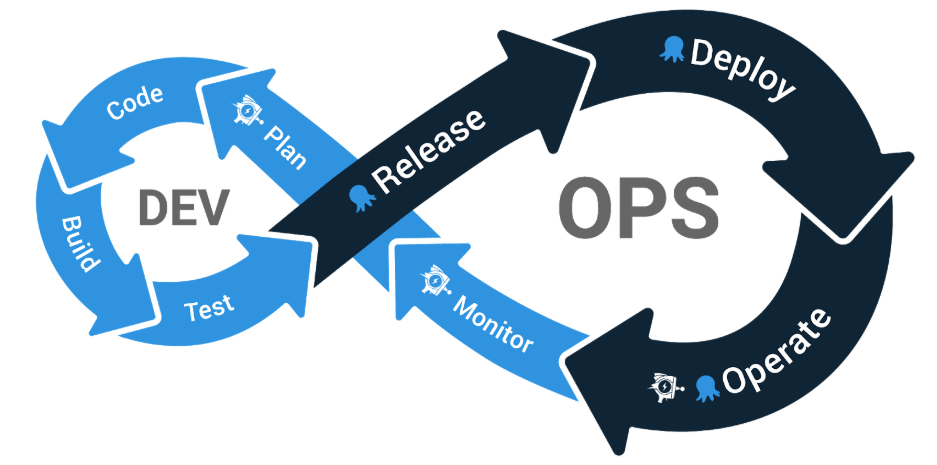 Code
Plan
Build
Test
DEV
Release
Deploy
OPS
Operate
Monitor